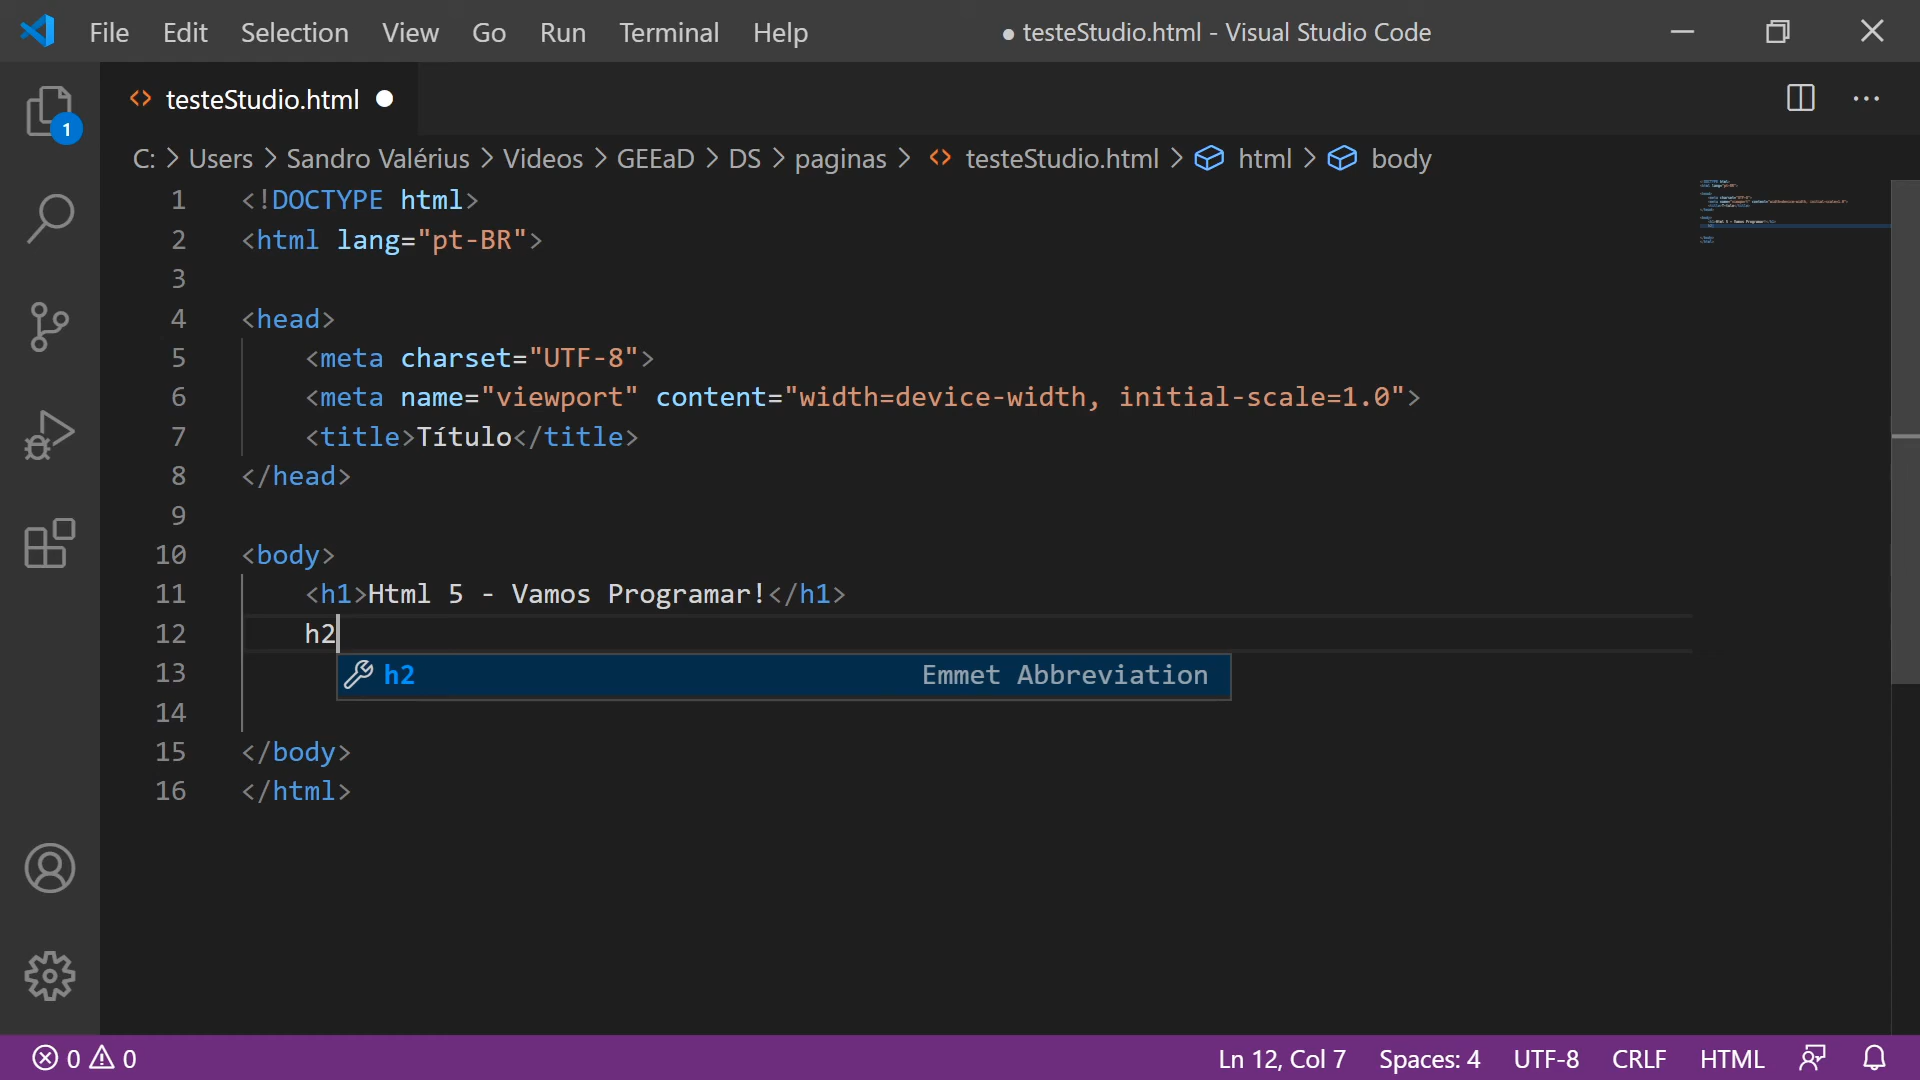 File Edit Selection View Go Run Terminal Help ● testeStudio.html - Visual Studio Code
1
<> testeStudio.html ●
C: > Users > Sandro Valérius > Videos > GEEaD > DS > paginas > <> testeStudio.html > html > body
1 <!DOCTYPE html>
2 <html lang="pt-BR">
3
4 <head>
5 <meta charset="UTF-8">
6 <meta name="viewport" content="width=device-width, initial-scale=1.0">
7 <title>Título</title>
8 </head>
9
10 <body>
11 <h1>Html 5 - Vamos Programar!</h1>
12 h2
13 h2 Emmet Abbreviation
14
15 </body>
16 </html>
0 0 Ln 12, Col 7 Spaces: 4 UTF-8 CRLF HTML